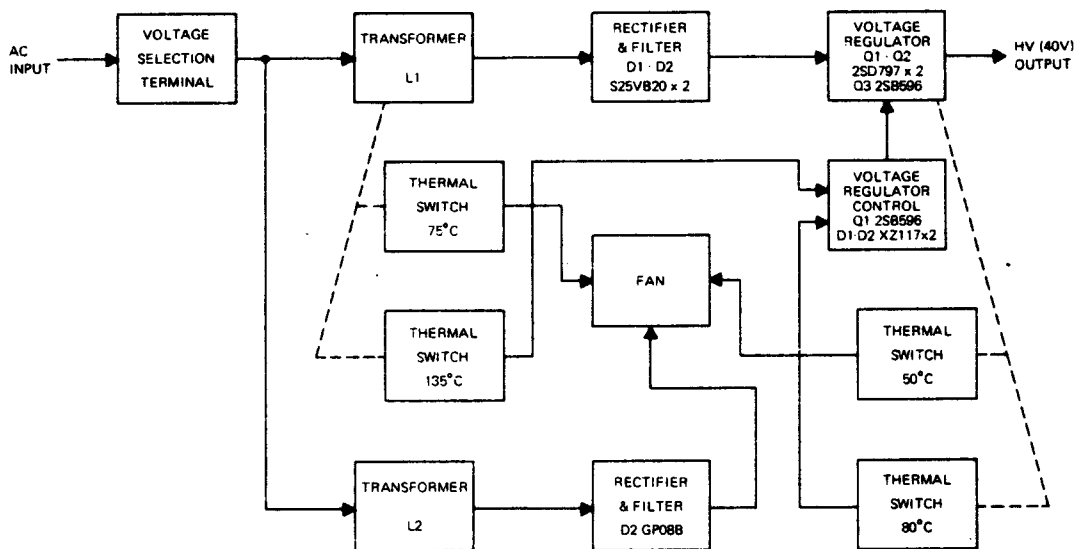 AC
INPUT
VOLTAGE
SELECTION
TERMINAL
TRANSFORMER
L1
RECTIFIER
& FILTER
D1 · D2
S25VB20 x 2
VOLTAGE
REGULATOR
Q1 · Q2
2SD797 x 2
Q3 2SB596
HV (40V)
OUTPUT
THERMAL
SWITCH
75°C
VOLTAGE
REGULATOR
CONTROL
Q1 2SB596
D1·D2 XZ117x2
FAN
THERMAL
SWITCH
135°C
THERMAL
SWITCH
50°C
TRANSFORMER
L2
RECTIFIER
& FILTER
D2 GP08B
THERMAL
SWITCH
80°C